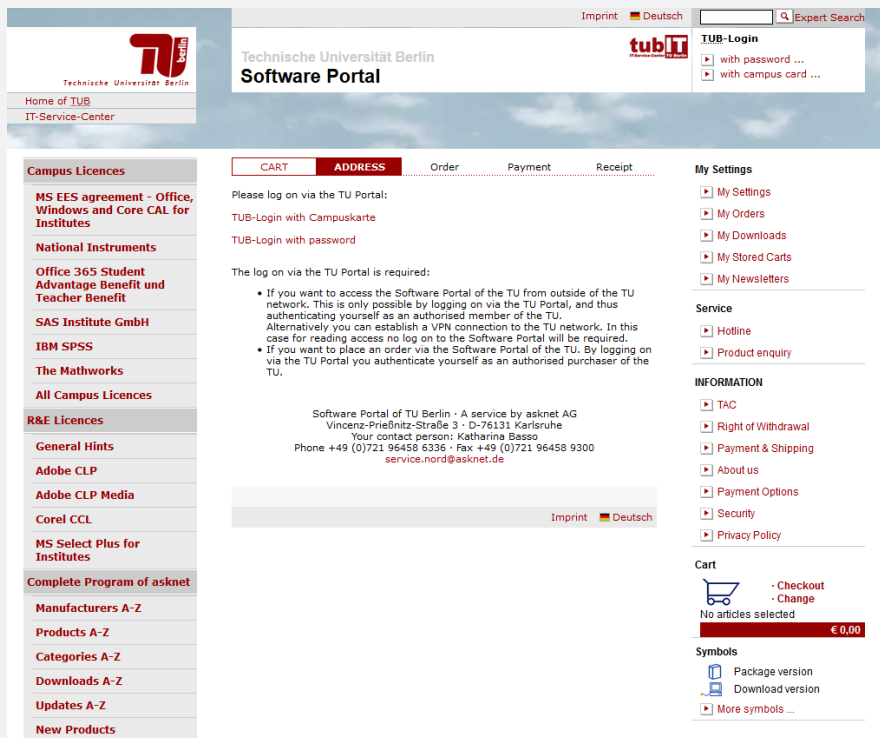 Imprint Deutsch
Expert Search
berlin
Technische Universität Berlin
Home of TUB
IT-Service-Center
Technische Universität Berlin
Software Portal
tubIT
IT-Service-Center TU Berlin
TUB-Login
with password ...
with campus card ...
Campus Licences
MS EES agreement - Office,
Windows and Core CAL for
Institutes
National Instruments
Office 365 Student
Advantage Benefit und
Teacher Benefit
SAS Institute GmbH
IBM SPSS
The Mathworks
All Campus Licences
R&E Licences
General Hints
Adobe CLP
Adobe CLP Media
Corel CCL
MS Select Plus for
Institutes
Complete Program of asknet
Manufacturers A-Z
Products A-Z
Categories A-Z
Downloads A-Z
Updates A-Z
New Products
CART ADDRESS Order Payment Receipt
Please log on via the TU Portal:
TUB-Login with Campuskarte
TUB-Login with password
The log on via the TU Portal is required:
• If you want to access the Software Portal of the TU from outside of the TU
network. This is only possible by logging on via the TU Portal, and thus
authenticating yourself as an authorised member of the TU.
Alternatively you can establish a VPN connection to the TU network. In this
case for reading access no log on to the Software Portal will be required.
• If you want to place an order via the Software Portal of the TU. By logging on
via the TU Portal you authenticate yourself as an authorised purchaser of the
TU.
Software Portal of TU Berlin · A service by asknet AG
Vincenz-Prießnitz-Straße 3 · D-76131 Karlsruhe
Your contact person: Katharina Basso
Phone +49 (0)721 96458 6336 · Fax +49 (0)721 96458 9300
service.nord@asknet.de
Imprint Deutsch
My Settings
My Settings
My Orders
My Downloads
My Stored Carts
My Newsletters
Service
Hotline
Product enquiry
INFORMATION
TAC
Right of Withdrawal
Payment & Shipping
About us
Payment Options
Security
Privacy Policy
Cart
· Checkout
· Change
No articles selected
€ 0,00
Symbols
Package version
Download version
More symbols ...